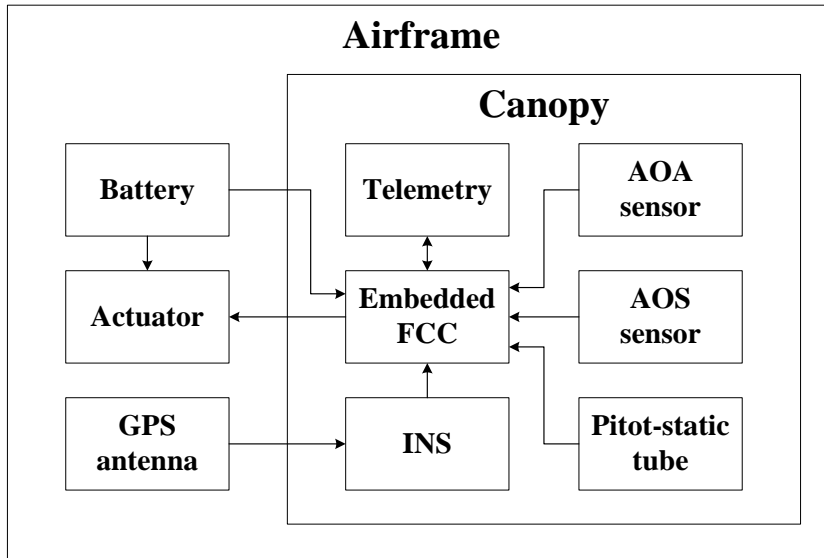 Airframe
Canopy
Battery
Telemetry
AOA
sensor
Actuator
Embedded
FCC
AOS
sensor
GPS
antenna
INS
Pitot-static
tube